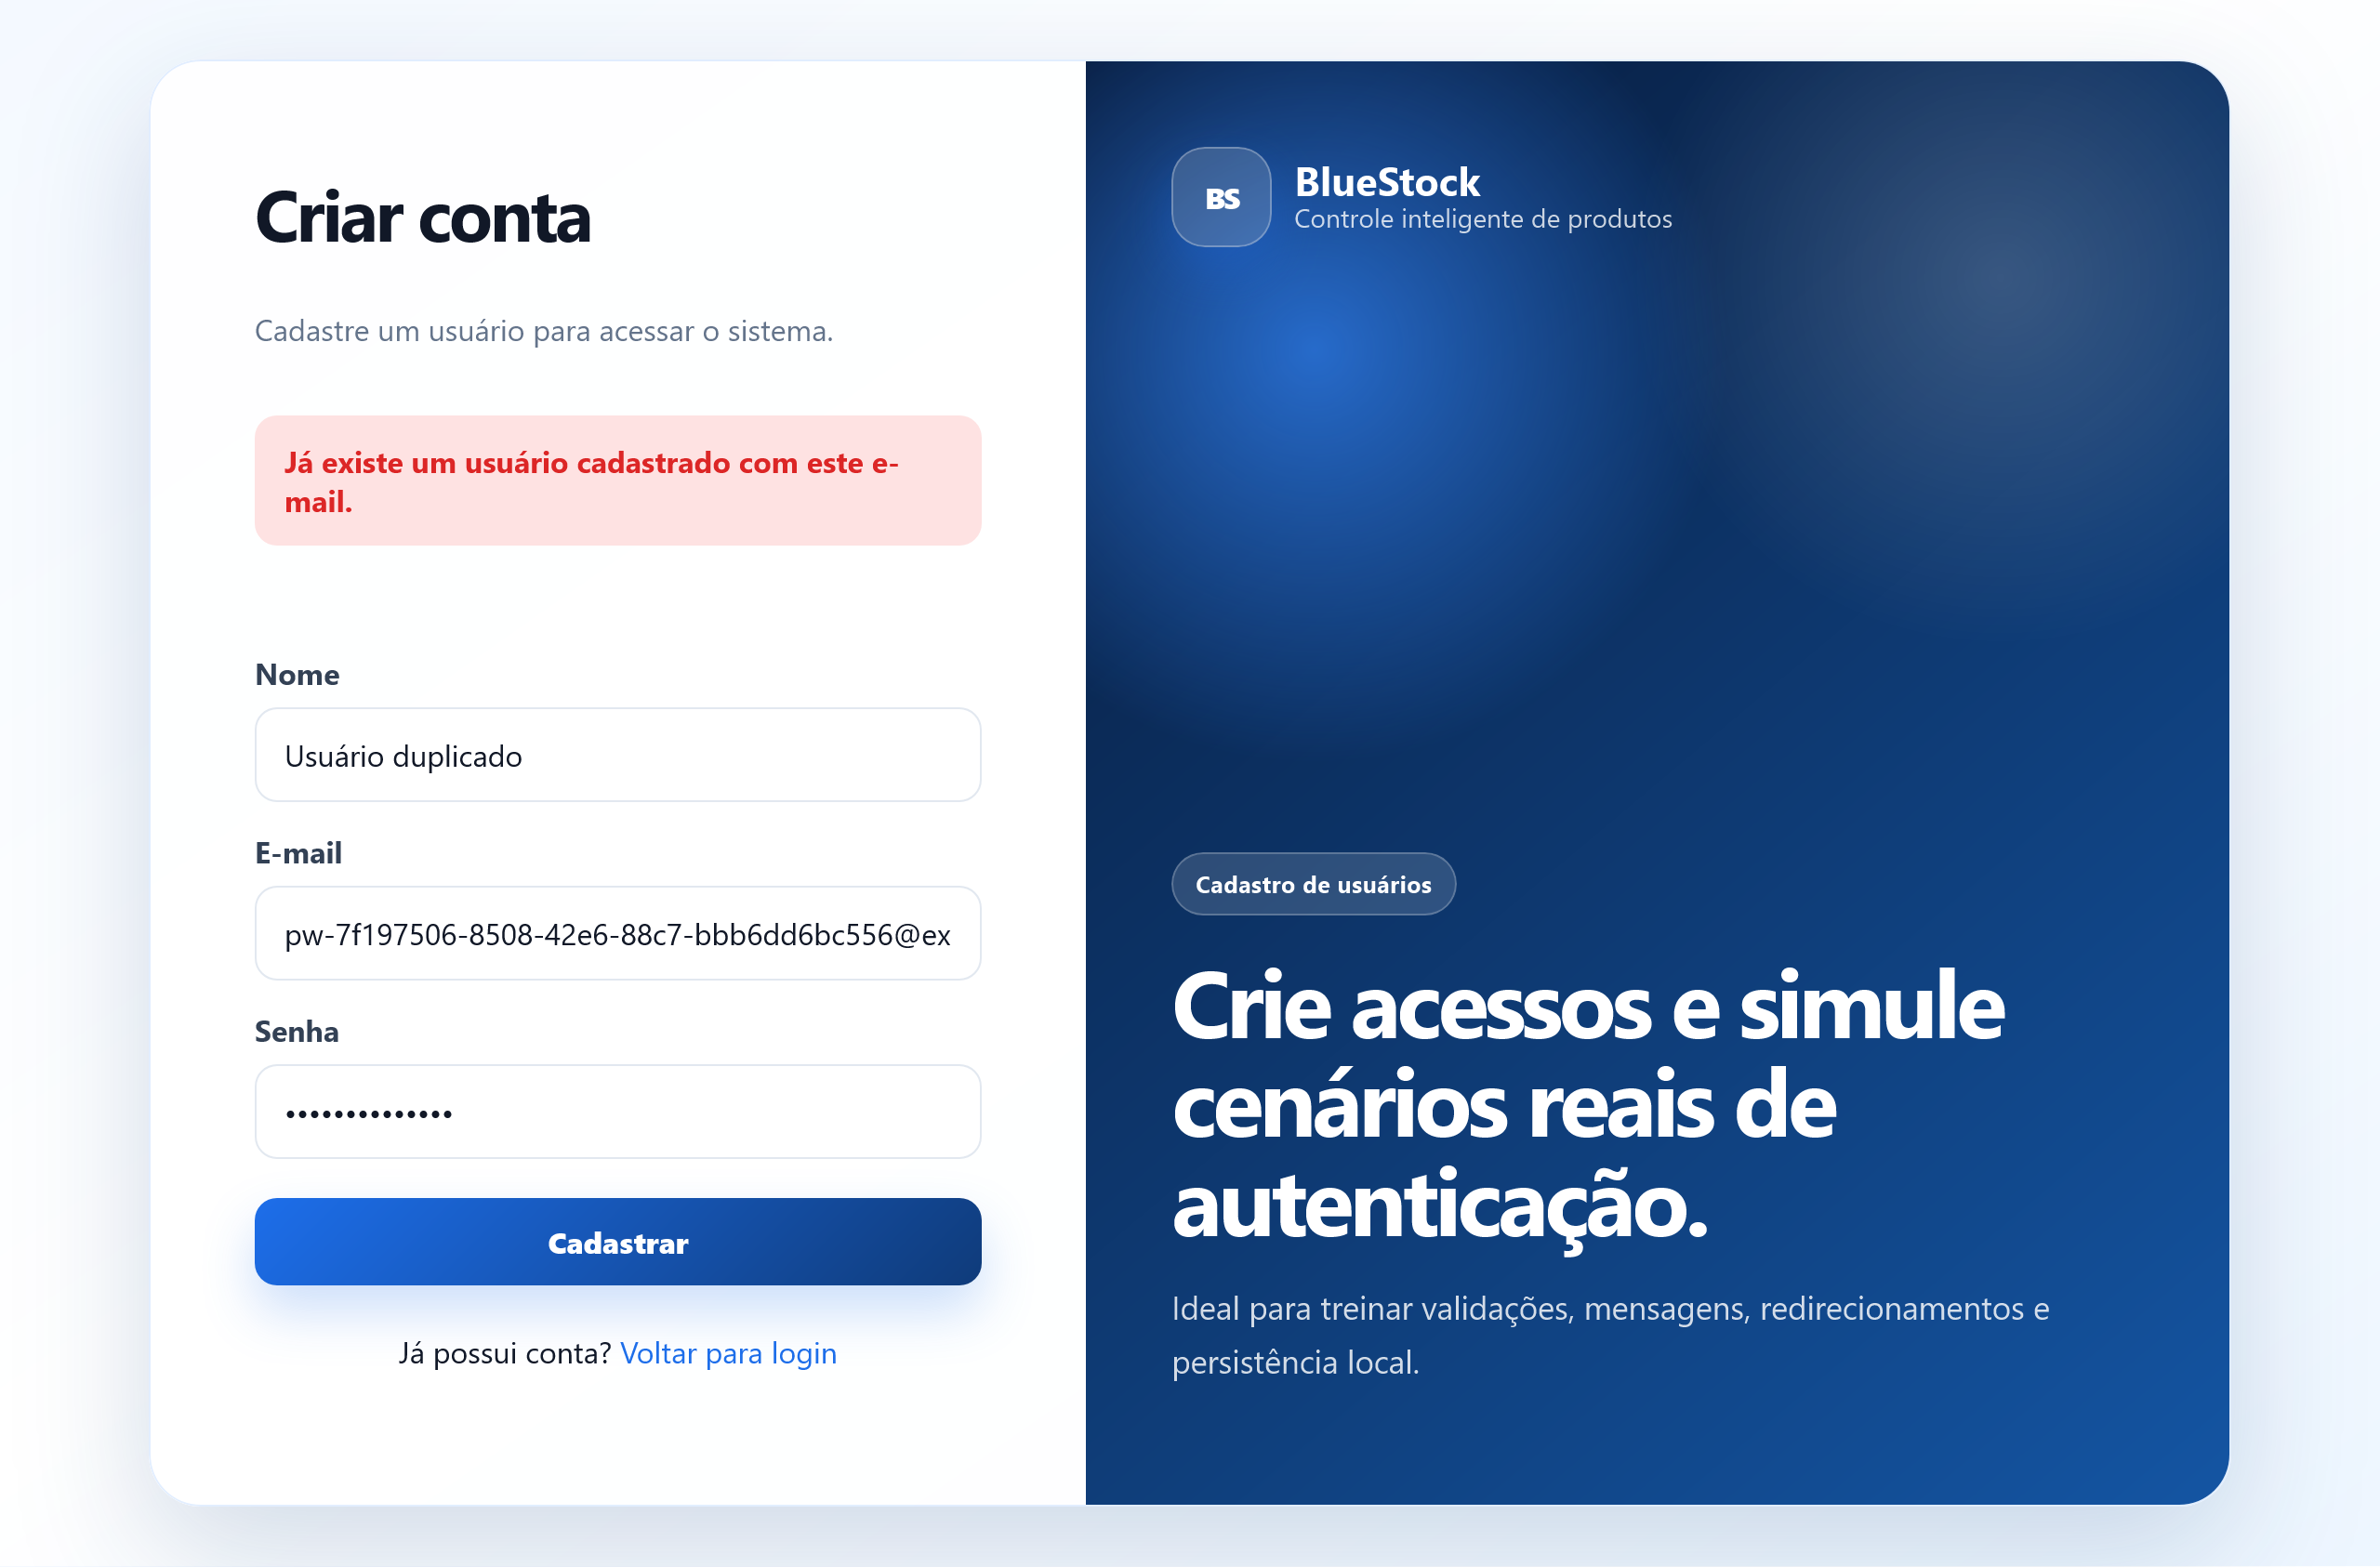 Criar conta
Cadastre um usuário para acessar o sistema.
Já existe um usuário cadastrado com este e-
mail.
Nome
Usuário duplicado
E-mail
pw-7f197506-8508-42e6-88c7-bbb6dd6bc556@ex
Senha
••••••••••••••
Cadastrar
Já possui conta? Voltar para login
BS
BlueStock
Controle inteligente de produtos
Cadastro de usuários
Crie acessos e simule
cenários reais de
autenticação.
Ideal para treinar validações, mensagens, redirecionamentos e
persistência local.